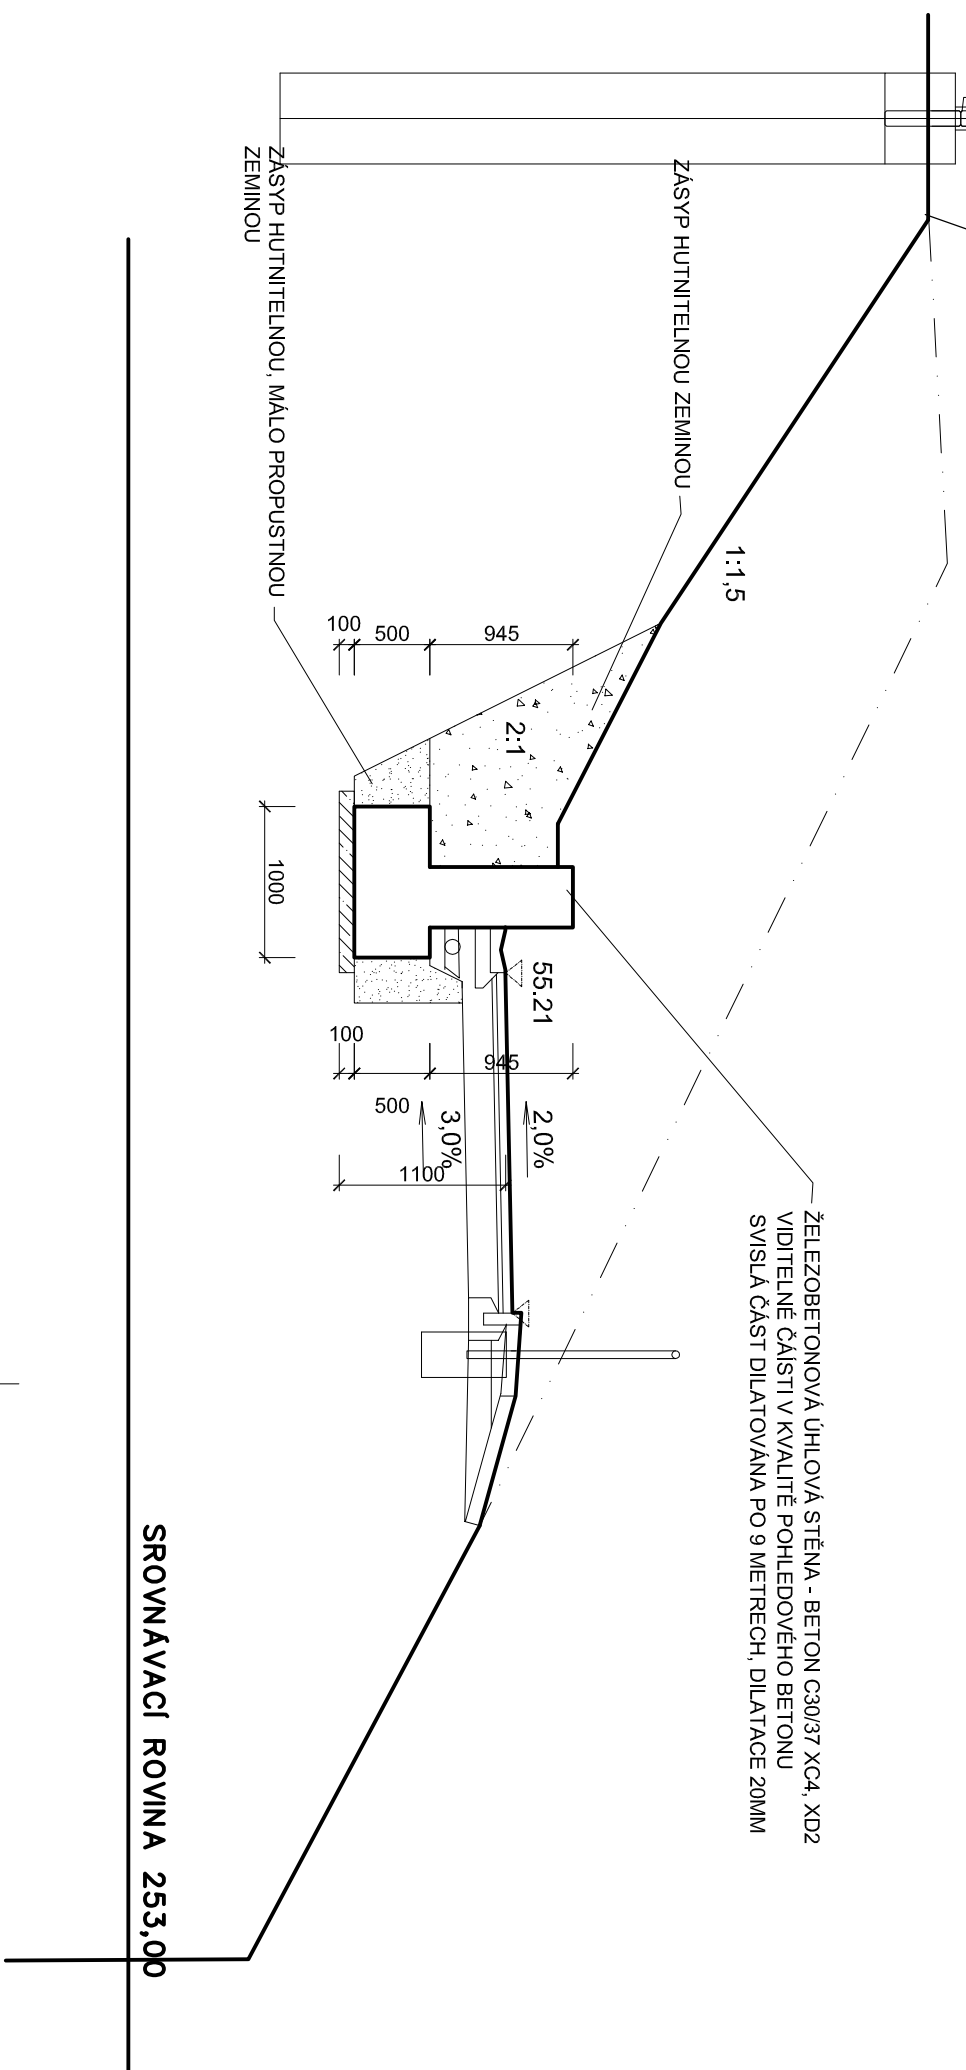 ZÁSYP HUTNITELNOU ZEMINOU
ZÁSYP HUTNITELNOU, MÁLO PROPUSTNOU
ZEMINOU
1:1,5
2:1
100
500
945
1000
55.21
100
500
945
1100
2,0%
3,0%
ŽELEZOBETONOVÁ ÚHLOVÁ STĚNA - BETON C30/37 XC4, XD2
VIDITELNÉ ČÁÍSTI V KVALITĚ POHLEDOVÉHO BETONU
SVISLÁ ČÁST DILATOVÁNA PO 9 METRECH, DILATACE 20MM
SROVNÁVACÍ ROVINA 253,00